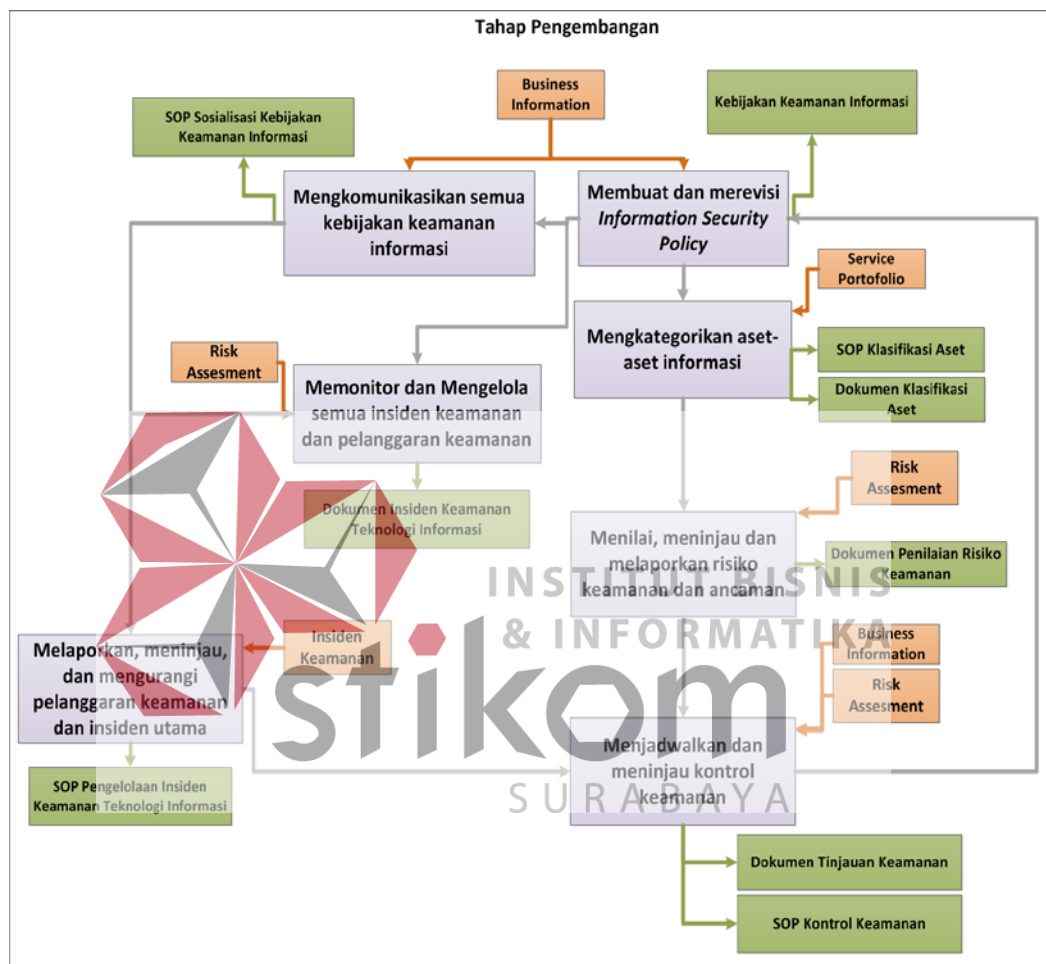 Tahap Pengembangan
Business
Information
SOP Sosialisasi Kebijakan
Keamanan Informasi
Kebijakan Keamanan Informasi
Mengkomunikasikan semua
kebijakan keamanan
informasi
Membuat dan merevisi
Information Security
Policy
Service
Portofolio
Mengkategorikan aset-
aset informasi
SOP Klasifikasi Aset
Dokumen Klasifikasi
Aset
Risk
Assesment
Memonitor dan Mengelola
semua insiden keamanan
dan pelanggaran keamanan
Dokumen Insiden Keamanan
Teknologi Informasi
Risk
Assesment
Menilai, meninjau dan
melaporkan risiko
keamanan dan ancaman
Dokumen Penilaian Risiko
Keamanan
INSTITUT BISNIS
& INFORMATIKA
stikom
SURABAYA
Insiden
Keamanan
Melaporkan, meninjau,
dan mengurangi
pelanggaran keamanan
dan insiden utama
Business
Information
Risk
Assesment
Menjadwalkan dan
meninjau kontrol
keamanan
SOP Pengelolaan Insiden
Keamanan Teknologi Informasi
Dokumen Tinjauan Keamanan
SOP Kontrol Keamanan